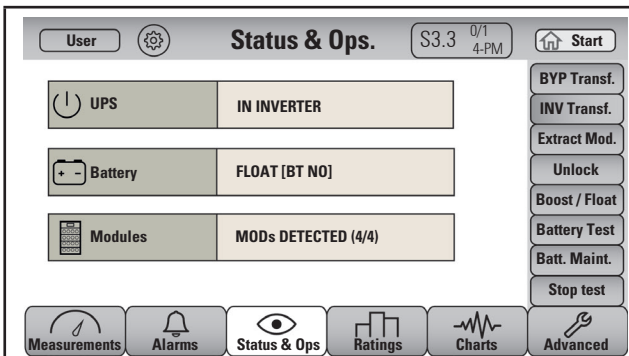 User
Status & Ops.
S3.3 0/1
4-PM
Start
UPS
IN INVERTER
Battery
FLOAT [BT NO]
Modules
MODs DETECTED (4/4)
BYP Transf.
INV Transf.
Extract Mod.
Unlock
Boost / Float
Battery Test
Batt. Maint.
Stop test
Measurements
Alarms
Status & Ops
Ratings
Charts
Advanced